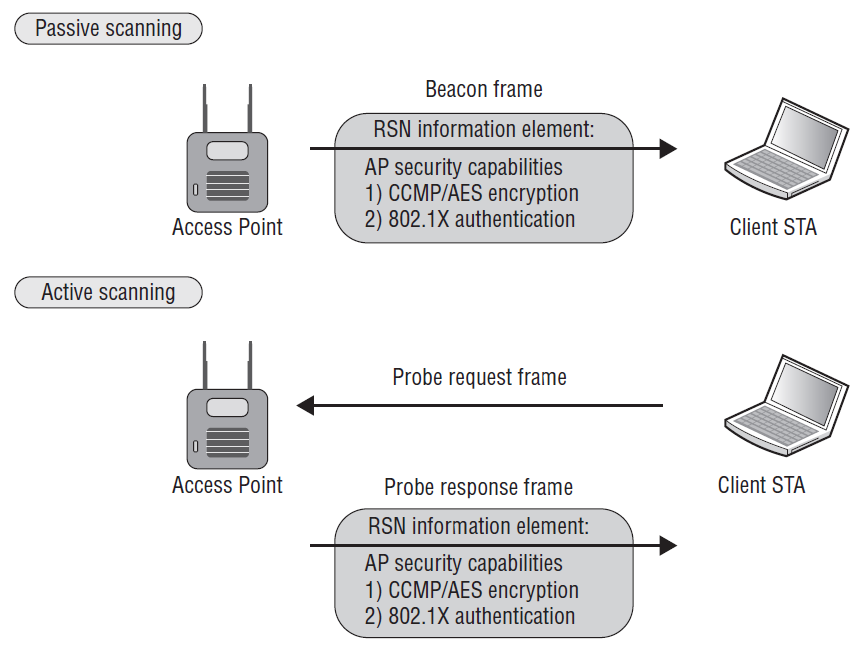 Passive scanning
Beacon frame
RSN information element:
AP security capabilities
1) CCMP/AES encryption
2) 802.1X authentication
Access Point
Client STA
Active scanning
Probe request frame
Access Point
Client STA
Probe response frame
RSN information element:
AP security capabilities
1) CCMP/AES encryption
2) 802.1X authentication